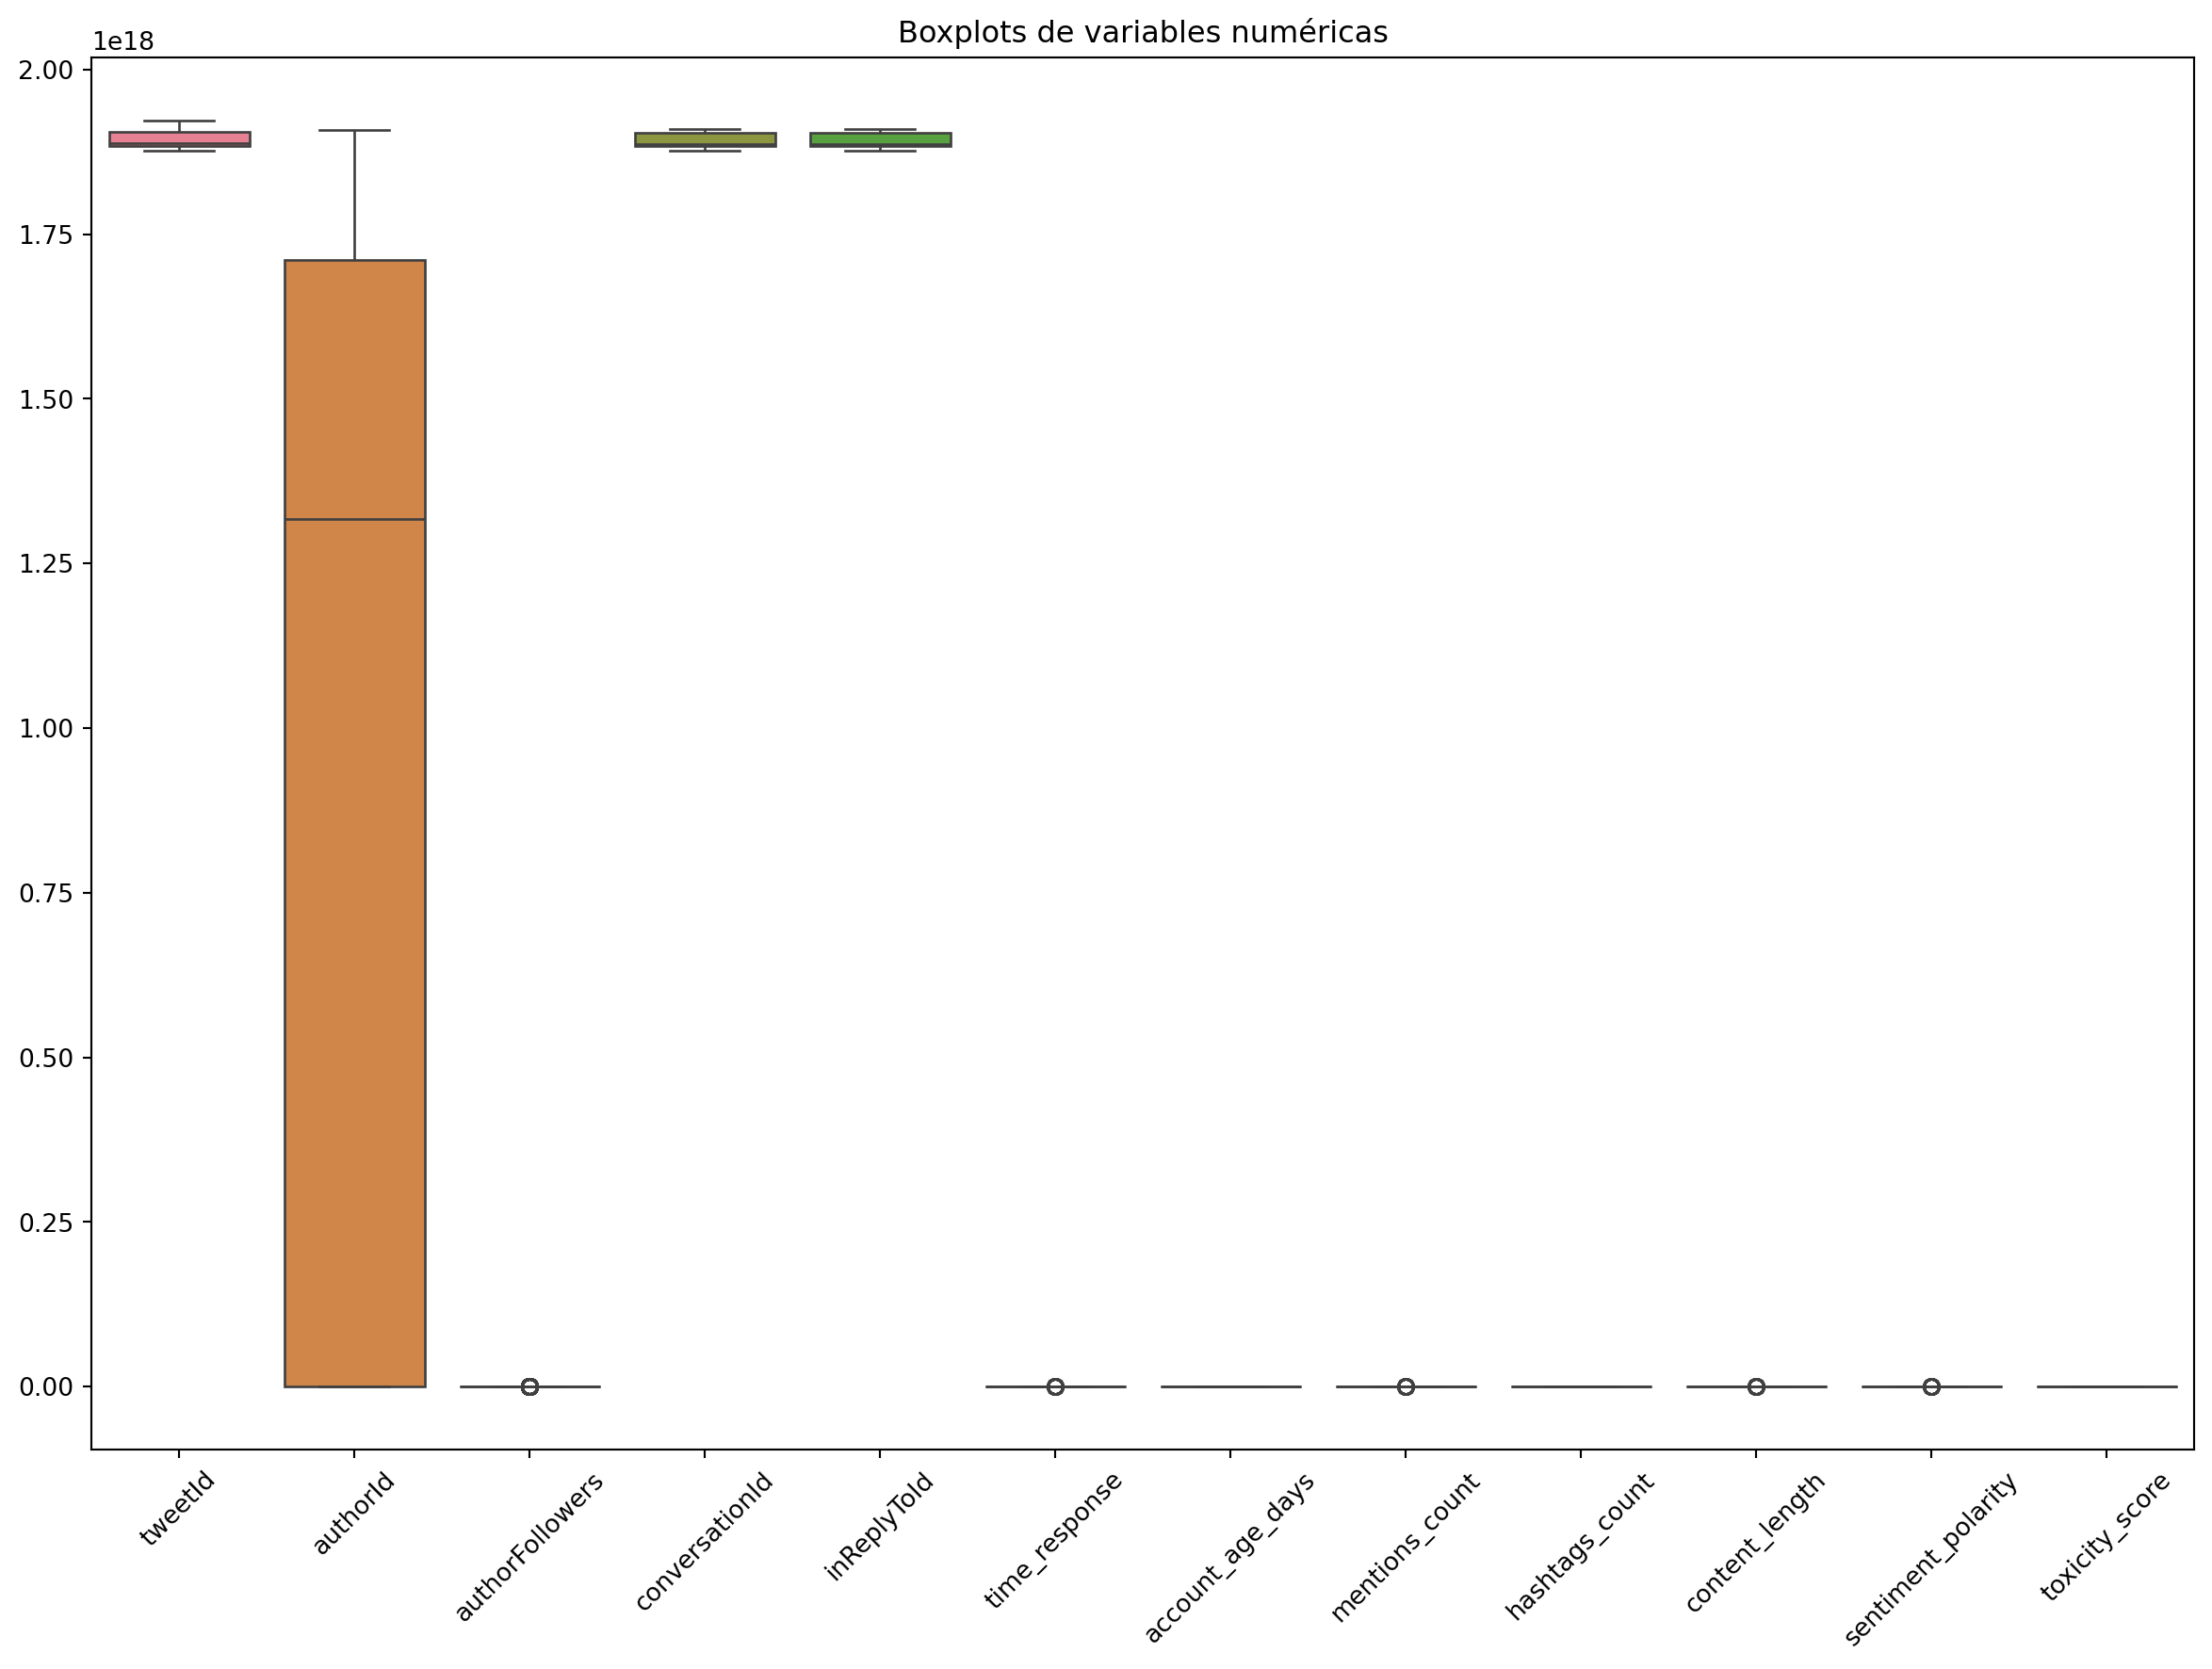 Boxplots de variables numéricas
1e18
2.00
1.75
1.50
1.25
1.00
0.75
0.50
0.25
0.00
tweetId
authorId
authorFollowers
conversationId
inReplyToId
time_response
account_age_days
mentions_count
hashtags_count
content_length
sentiment_polarity
toxicity_score